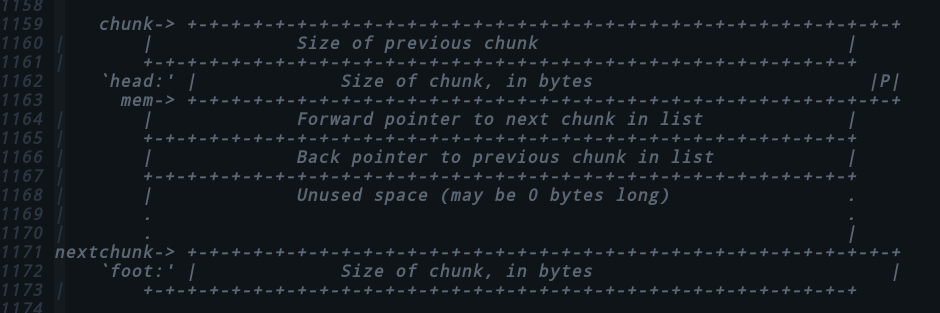 1158
1159 chunk-> +-+-+-+-+-+-+-+-+-+-+-+-+-+-+-+-+-+-+-+-+-+-+-+-+-+-+-+-+-+-+-+-+
1160 | | Size of previous chunk |
1161 | +-+-+-+-+-+-+-+-+-+-+-+-+-+-+-+-+-+-+-+-+-+-+-+-+-+-+-+-+-+-+-+-+
1162 `head:' | Size of chunk, in bytes |P|
1163 mem-> +-+-+-+-+-+-+-+-+-+-+-+-+-+-+-+-+-+-+-+-+-+-+-+-+-+-+-+-+-+-+-+-+
1164 | | Forward pointer to next chunk in list |
1165 | +-+-+-+-+-+-+-+-+-+-+-+-+-+-+-+-+-+-+-+-+-+-+-+-+-+-+-+-+-+-+-+-+
1166 | | Back pointer to previous chunk in list |
1167 | +-+-+-+-+-+-+-+-+-+-+-+-+-+-+-+-+-+-+-+-+-+-+-+-+-+-+-+-+-+-+-+-+
1168 | | Unused space (may be 0 bytes long) .
1169 | . .
1170 | . |
1171 nextchunk-> +-+-+-+-+-+-+-+-+-+-+-+-+-+-+-+-+-+-+-+-+-+-+-+-+-+-+-+-+-+-+-+-+
1172 `foot:' | Size of chunk, in bytes |
1173 | +-+-+-+-+-+-+-+-+-+-+-+-+-+-+-+-+-+-+-+-+-+-+-+-+-+-+-+-+-+-+-+-+
1174